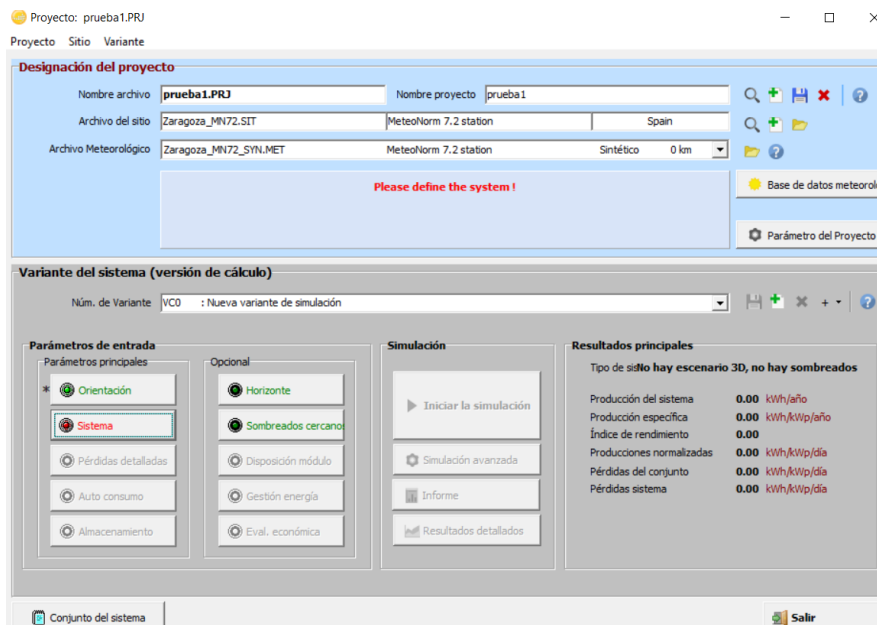 Proyecto: prueba1.PRJ
Proyecto Sitio Variante
Designación del proyecto
Nombre archivo prueba1.PRJ Nombre proyecto prueba1
Archivo del sitio Zaragoza_MN72.SIT MeteoNorm 7.2 station Spain
Archivo Meteorológico Zaragoza_MN72_SYN.MET MeteoNorm 7.2 station Sintético 0 km
Please define the system !
Base de datos meteorol
Parámetro del Proyecto
Variante del sistema (versión de cálculo)
Núm. de Variante VC0 : Nueva variante de simulación
Parámetros de entrada
Parámetros principales
* Orientación
Sistema
Pérdidas detalladas
Auto consumo
Almacenamiento
Opcional
Horizonte
Sombreados cercano
Disposición módulo
Gestión energía
Eval. económica
Simulación
Iniciar la simulación
Simulación avanzada
Informe
Resultados detallados
Resultados principales
Tipo de sis No hay escenario 3D, no hay sombreados
Producción del sistema 0.00 kWh/año
Producción específica 0.00 kWh/kWp/año
Índice de rendimiento 0.00
Producciones normalizadas 0.00 kWh/kWp/día
Pérdidas del conjunto 0.00 kWh/kWp/día
Pérdidas sistema 0.00 kWh/kWp/día
Conjunto del sistema
Salir